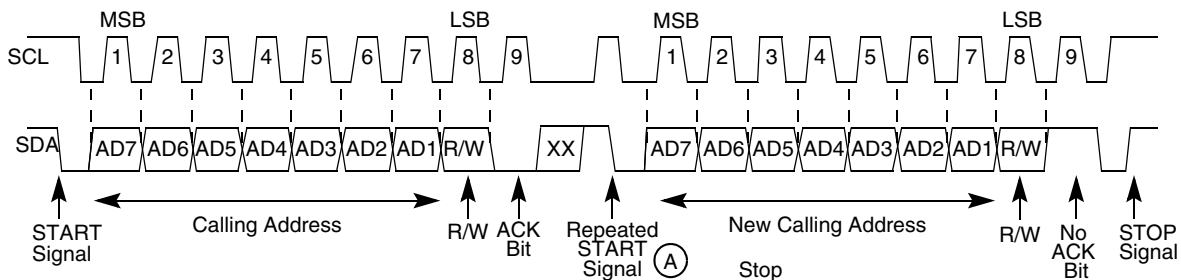 MSB LSB MSB LSB
SCL 1 2 3 4 5 6 7 8 9 1 2 3 4 5 6 7 8 9
SDA AD7 AD6 AD5 AD4 AD3 AD2 AD1 R/W XX AD7 AD6 AD5 AD4 AD3 AD2 AD1 R/W
START
Signal
Calling Address
R/W
ACK
Bit
Repeated
START
Signal
A
New Calling Address
Stop
R/W
No
ACK
Bit
STOP
Signal